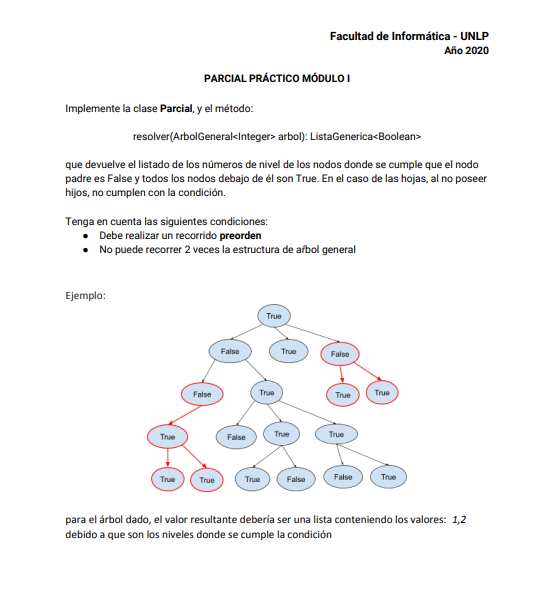 Facultad de Informática - UNLP
Año 2020
PARCIAL PRÁCTICO MÓDULO I
Implemente la clase Parcial, y el método:
resolver(ArbolGeneral<Integer> arbol): ListaGenerica<Boolean>
que devuelve el listado de los números de nivel de los nodos donde se cumple que el nodo
padre es False y todos los nodos debajo de él son True. En el caso de las hojas, al no poseer
hijos, no cumplen con la condición.
Tenga en cuenta las siguientes condiciones:
● Debe realizar un recorrido preorden
● No puede recorrer 2 veces la estructura de arbol general
Ejemplo:
True
False True False
False True True True
True False True True
True True True False False True
para el árbol dado, el valor resultante debería ser una lista conteniendo los valores: 1,2
debido a que son los niveles donde se cumple la condición